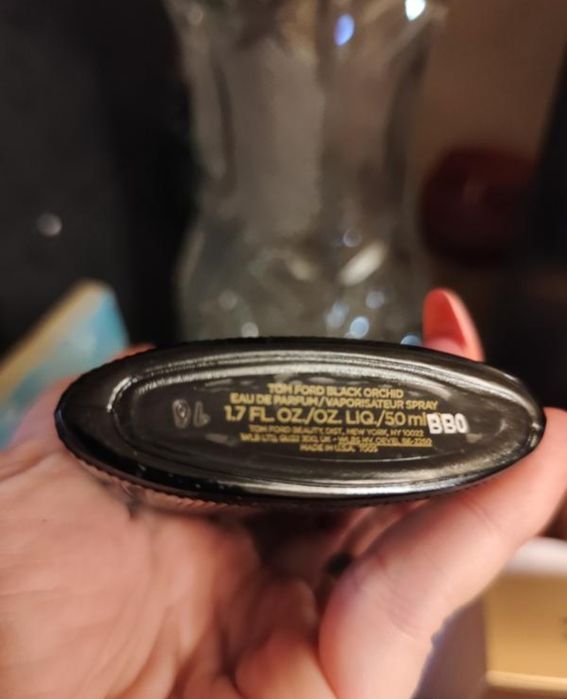 TOM FORD BLACK ORCHID
EAU DE PARFUM/VAPORISATEUR SPRAY
1.7 FL.OZ./OZ. LIQ./50 ml BBO
TOM FORD BEAUTY, DIST. NEW YORK, NY 10022
MADE IN U.S.A.